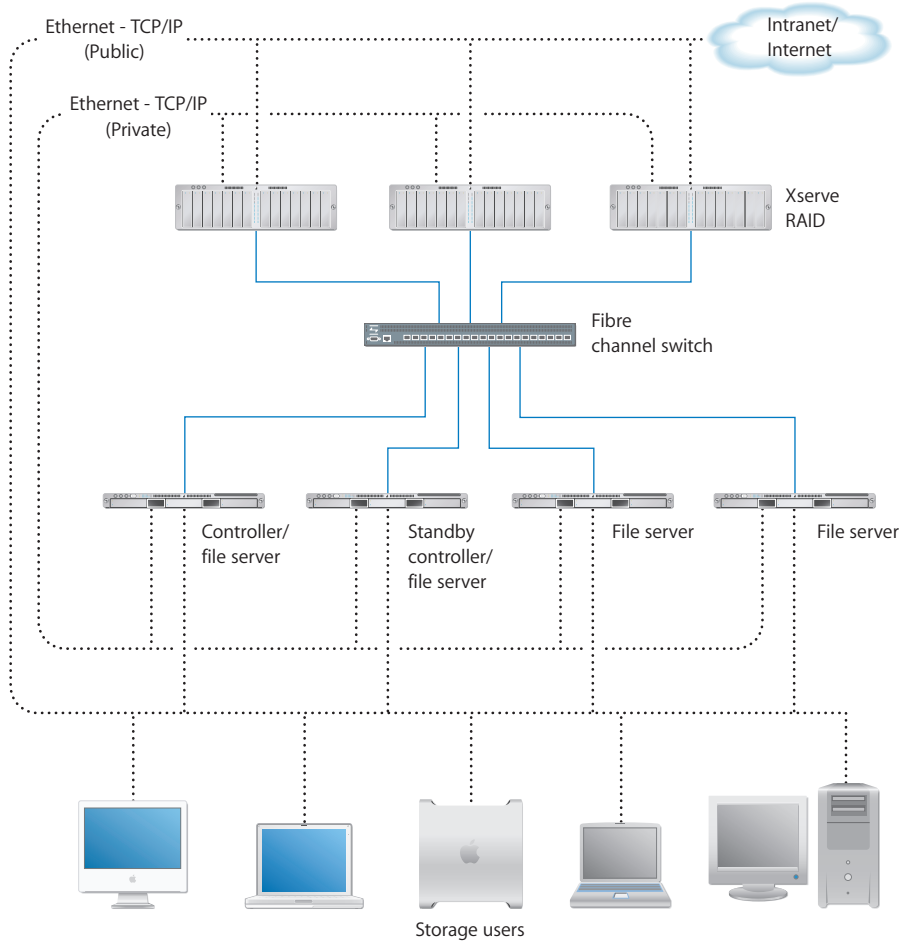 Ethernet - TCP/IP
(Public)
Intranet/
Internet
Ethernet - TCP/IP
(Private)
Xserve
RAID
Fibre
channel switch
Controller/
file server
Standby
controller/
file server
File server
File server
Storage users